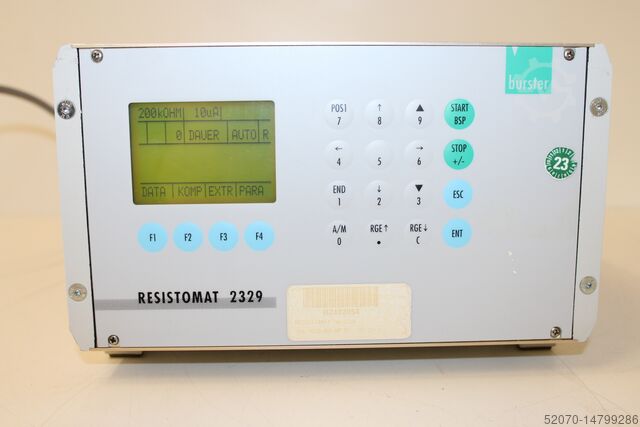 burster
200kOHM 10uA
0 DAUER AUTO R
DATA KOMP EXTR PARA
POS1 ↑ ▲ START
7 8 9 BSP
← → STOP
4 5 6 +/-
END ↓ ▼ ESC
1 2 3
A/M RGE↑ RGE↓ ENT
0 . C
F1 F2 F3 F4
23
RESISTOMAT 2329
52070-14799286